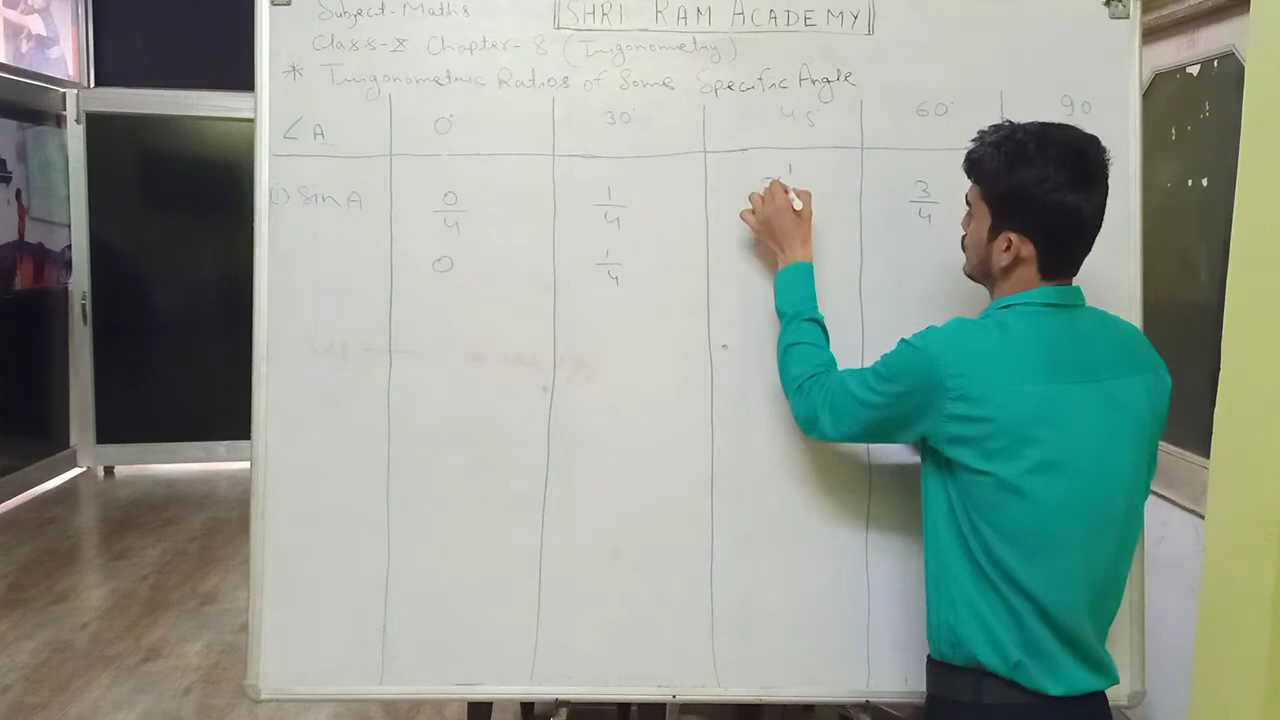 Subject-Maths
SHRI RAM ACADEMY
Class-X Chapter-8 (Trigonometry)
* Trigonometric Ratios of Some Specific Angle
∠A 0° 30° 45° 60° 90°
(i) Sin A 0/4 1/4 1 3/4
0 1/4